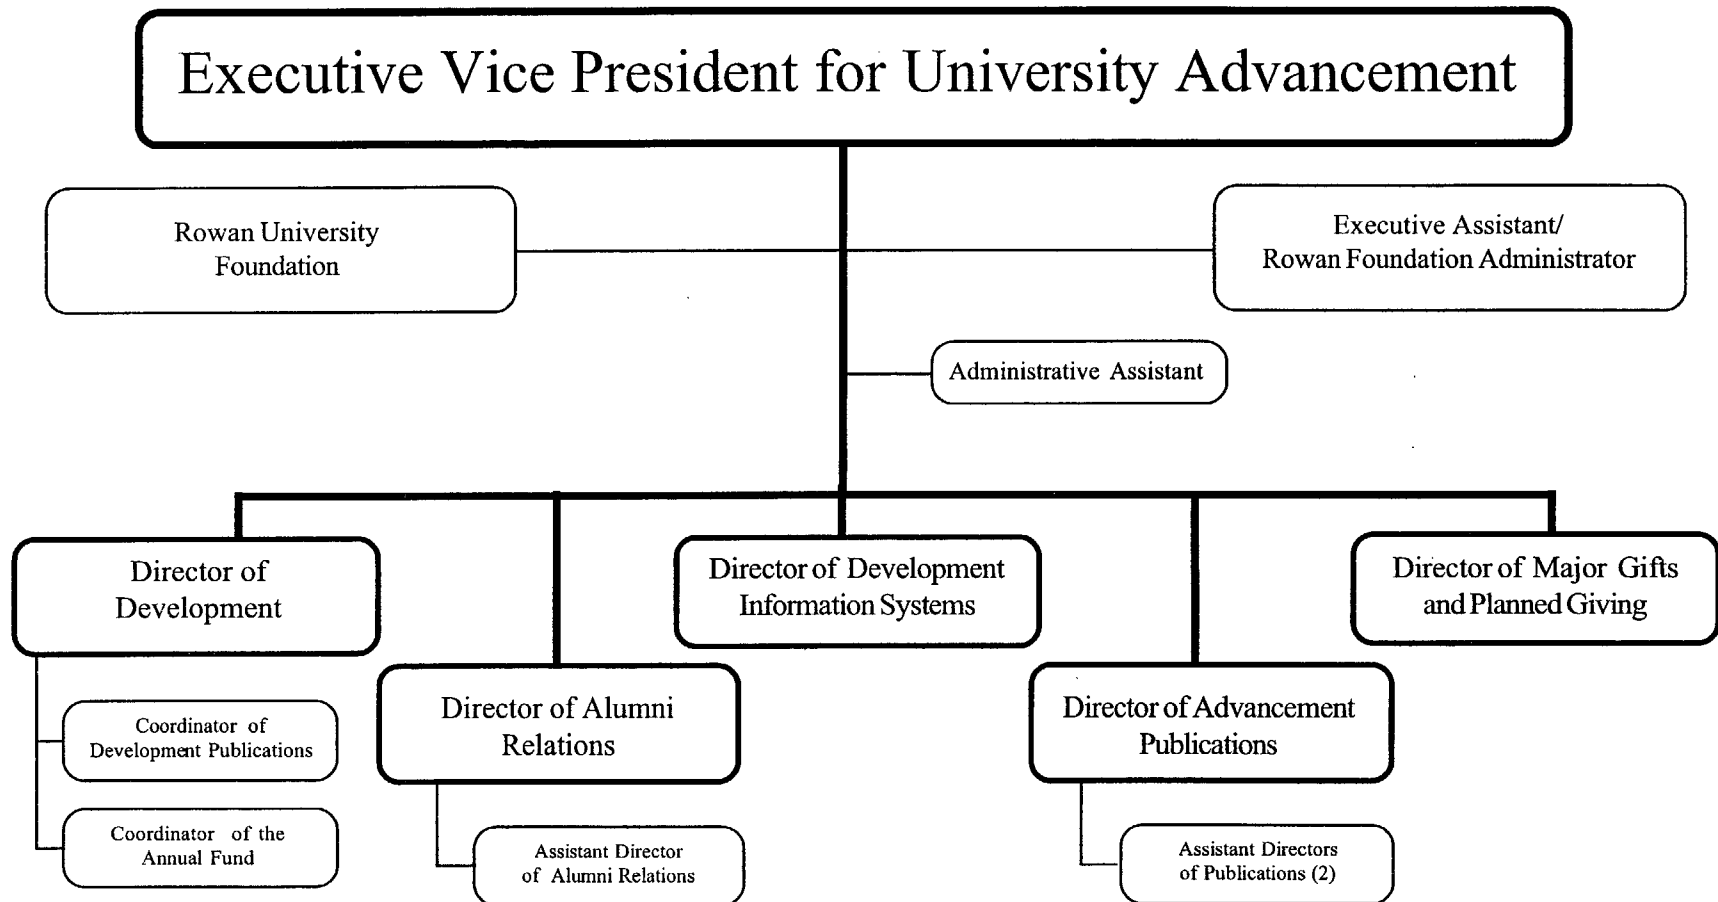 Executive Vice President for University Advancement
Rowan University
Foundation
Executive Assistant/
Rowan Foundation Administrator
Administrative Assistant
Director of
Development
Director of Development
Information Systems
Director of Major Gifts
and Planned Giving
Director of Alumni
Relations
Director of Advancement
Publications
Coordinator of
Development Publications
Coordinator of the
Annual Fund
Assistant Director
of Alumni Relations
Assistant Directors
of Publications (2)